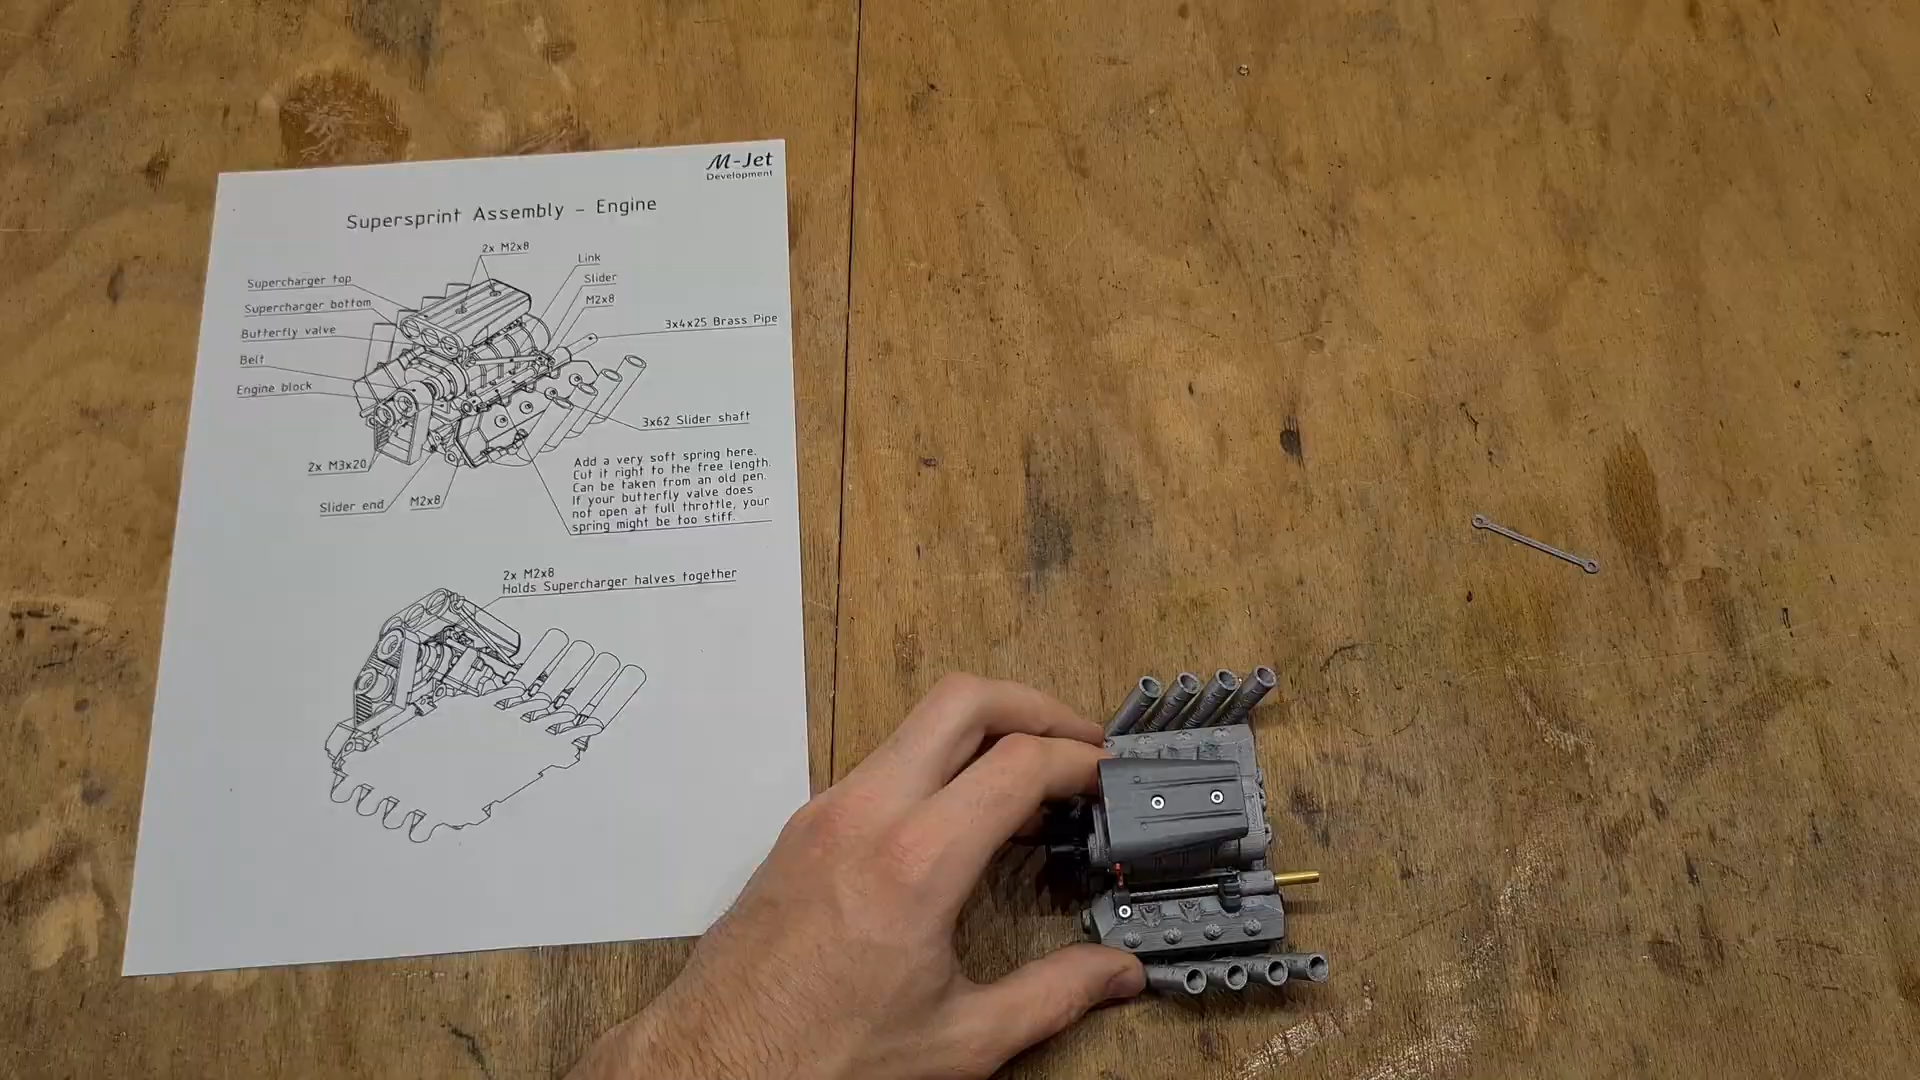 M-Jet
Development
Supersprint Assembly - Engine
2x M2x8
Supercharger top
Supercharger bottom
Butterfly valve
Belt
Engine block
Link
Slider
M2x8
3x4x25 Brass Pipe
3x62 Slider shaft
2x M3x20
Slider end
M2x8
Add a very soft spring here.
Cut it right to the free length.
Can be taken from an old pen.
If your butterfly valve does
not open at full throttle, your
spring might be too stiff.
2x M2x8
Holds Supercharger halves together